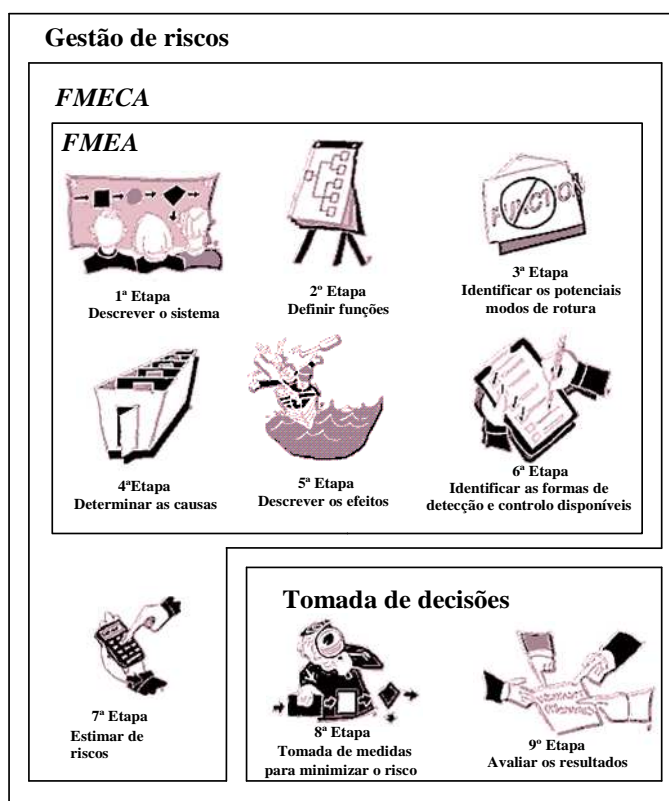 Gestão de riscos
FMECA
FMEA
1ª Etapa
Descrever o sistema
2º Etapa
Definir funções
FUNCTION
3ª Etapa
Identificar os potenciais
modos de rotura
4ªEtapa
Determinar as causas
5ª Etapa
Descrever os efeitos
6ª Etapa
Identificar as formas de
detecção e controlo disponíveis
7ª Etapa
Estimar de
riscos
Tomada de decisões
8ª Etapa
Tomada de medidas
para minimizar o risco
9º Etapa
Avaliar os resultados